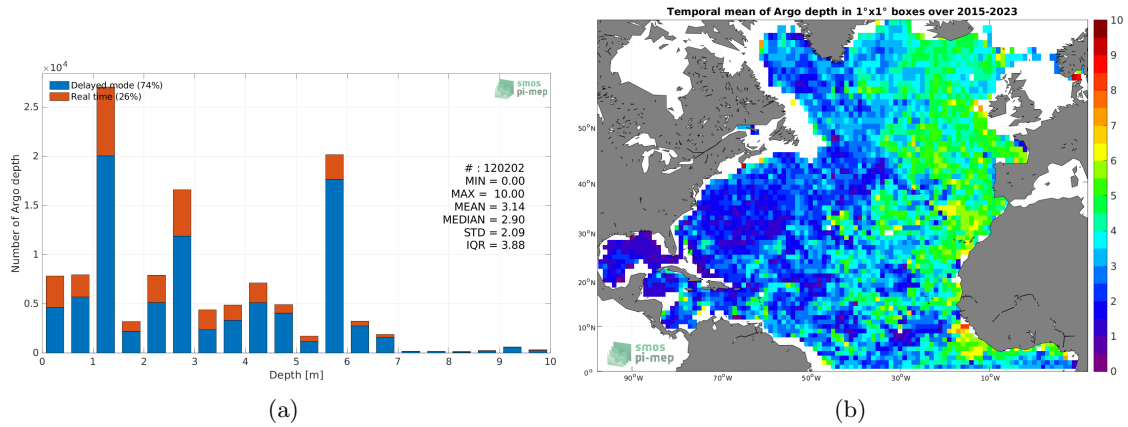 ×10⁴
Delayed mode (74%)
Real time (26%)
smos
pi-mep
2.5
2
1.5
1
0.5
0
Number of Argo depth
# : 120202
MIN = 0.00
MAX = 10.00
MEAN = 3.14
MEDIAN = 2.90
STD = 2.09
IQR = 3.88
0 1 2 3 4 5 6 7 8 9 10
Depth [m]
(a)
Temporal mean of Argo depth in 1°x1° boxes over 2015-2023
50°N
40°N
30°N
20°N
10°N
0°
90°W 70°W 50°W 30°W 10°W
smos
pi-mep
10
9
8
7
6
5
4
3
2
1
0
(b)